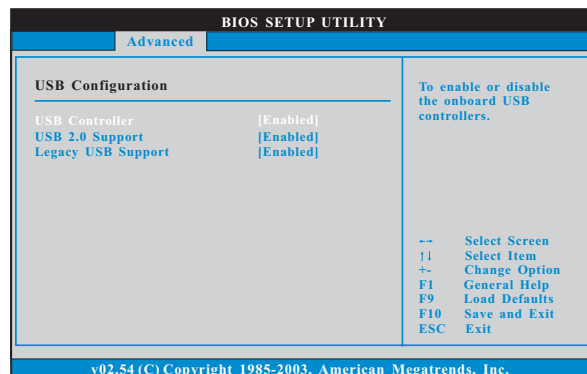 BIOS SETUP UTILITY
Advanced
USB Configuration
USB Controller [Enabled]
USB 2.0 Support [Enabled]
Legacy USB Support [Enabled]
To enable or disable
the onboard USB
controllers.
←→ Select Screen
↑↓ Select Item
+- Change Option
F1 General Help
F9 Load Defaults
F10 Save and Exit
ESC Exit
v02.54 (C) Copyright 1985-2003, American Megatrends, Inc.